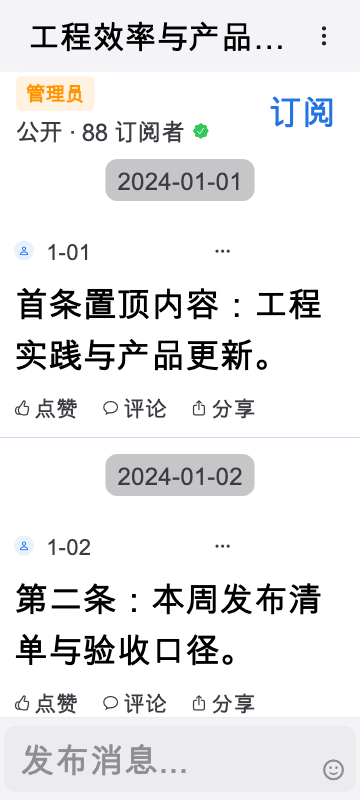 工程效率与产品...
管理员
公开 · 88 订阅者
订阅
2024-01-01
1-01
首条置顶内容：工程
实践与产品更新。
点赞 评论 分享
2024-01-02
1-02
第二条：本周发布清
单与验收口径。
点赞 评论 分享
发布消息...